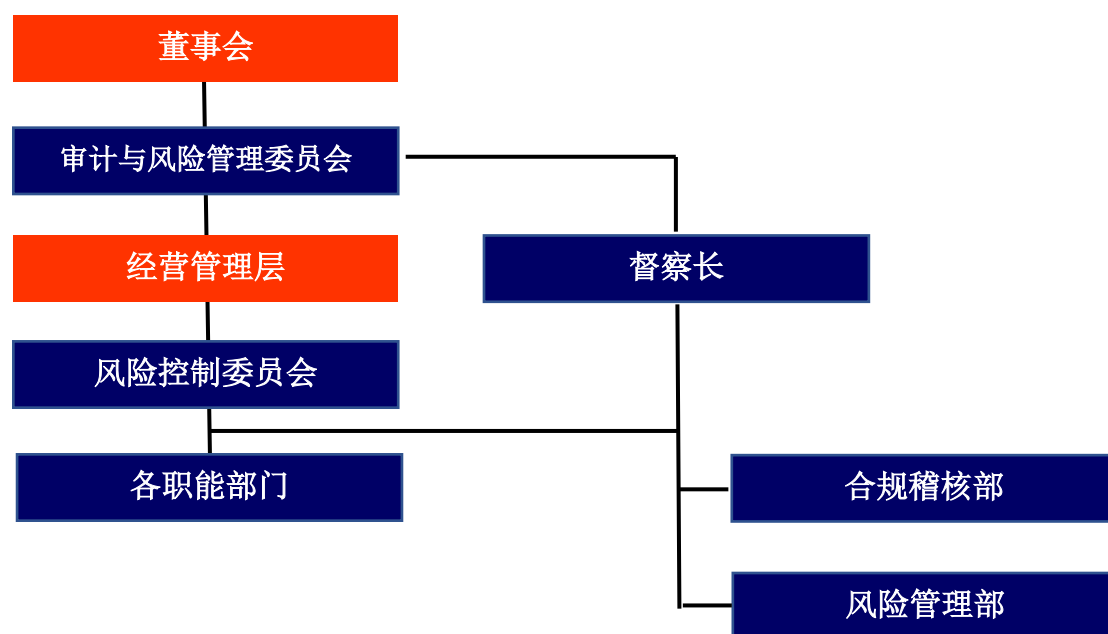 董事会
审计与风险管理委员会
经营管理层
督察长
风险控制委员会
各职能部门
合规稽核部
风险管理部